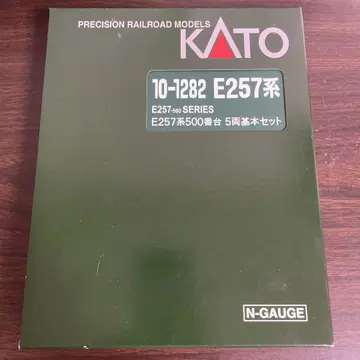 PRECISION RAILROAD MODELS
KATO
10-1282 E257系
E257-500 SERIES
E257系500番台 5両基本セット
N-GAUGE